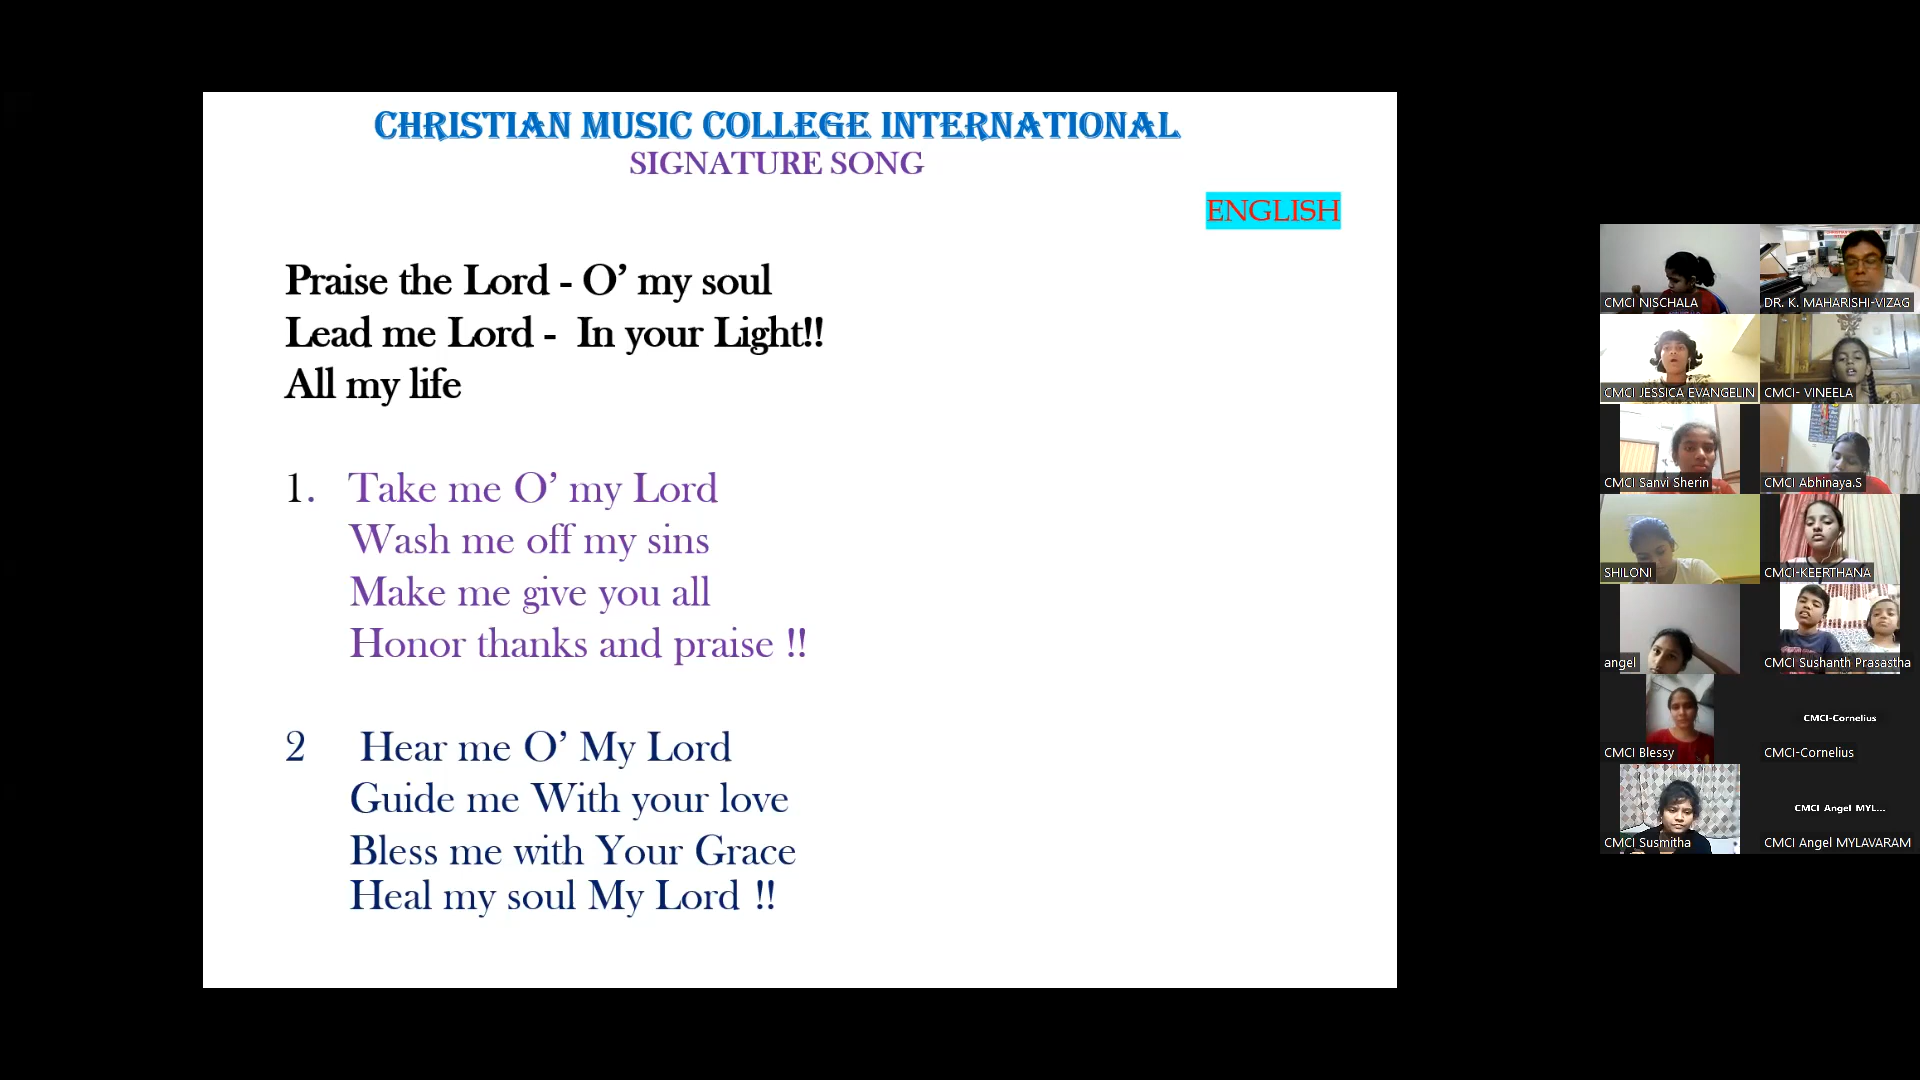 CHRISTIAN MUSIC COLLEGE INTERNATIONAL
SIGNATURE SONG
ENGLISH
Praise the Lord - O' my soul
Lead me Lord - In your Light!!
All my life
1. Take me O' my Lord
Wash me off my sins
Make me give you all
Honor thanks and praise !!
2 Hear me O' My Lord
Guide me With your love
Bless me with Your Grace
Heal my soul My Lord !!
CMCI NISCHALA
DR. K. MAHARISHI-VIZAG
CMCI JESSICA EVANGELIN
CMCI- VINEELA
CMCI Sanvi Sherin
CMCI Abhinaya.S
SHILONI
CMCI-KEERTHANA
angel
CMCI Sushanth Prasastha
CMCI Blessy
CMCI-Cornelius
CMCI-Cornelius
CMCI Susmitha
CMCI Angel MYL...
CMCI Angel MYLAVARAM